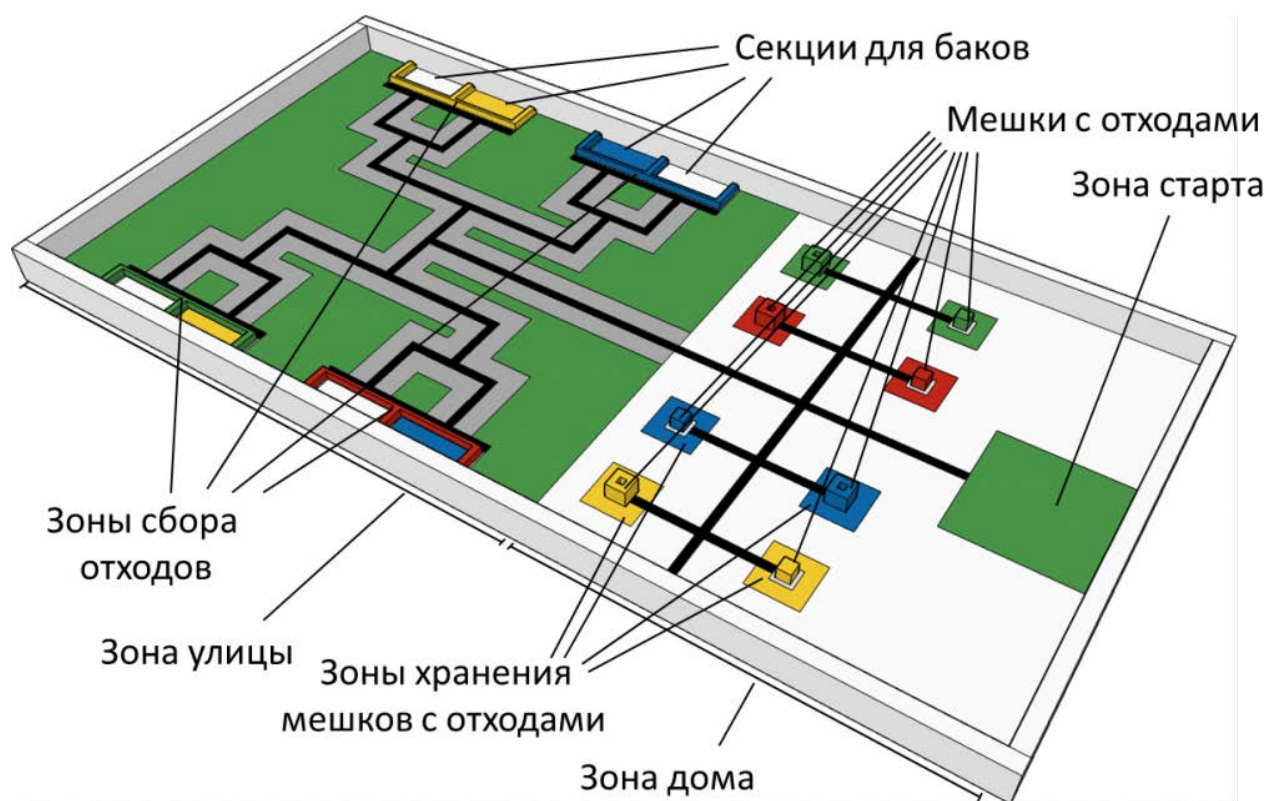 Секции для баков
Мешки с отходами
Зона старта
Зоны сбора
отходов
Зона улицы
Зоны хранения
мешков с отходами
Зона дома